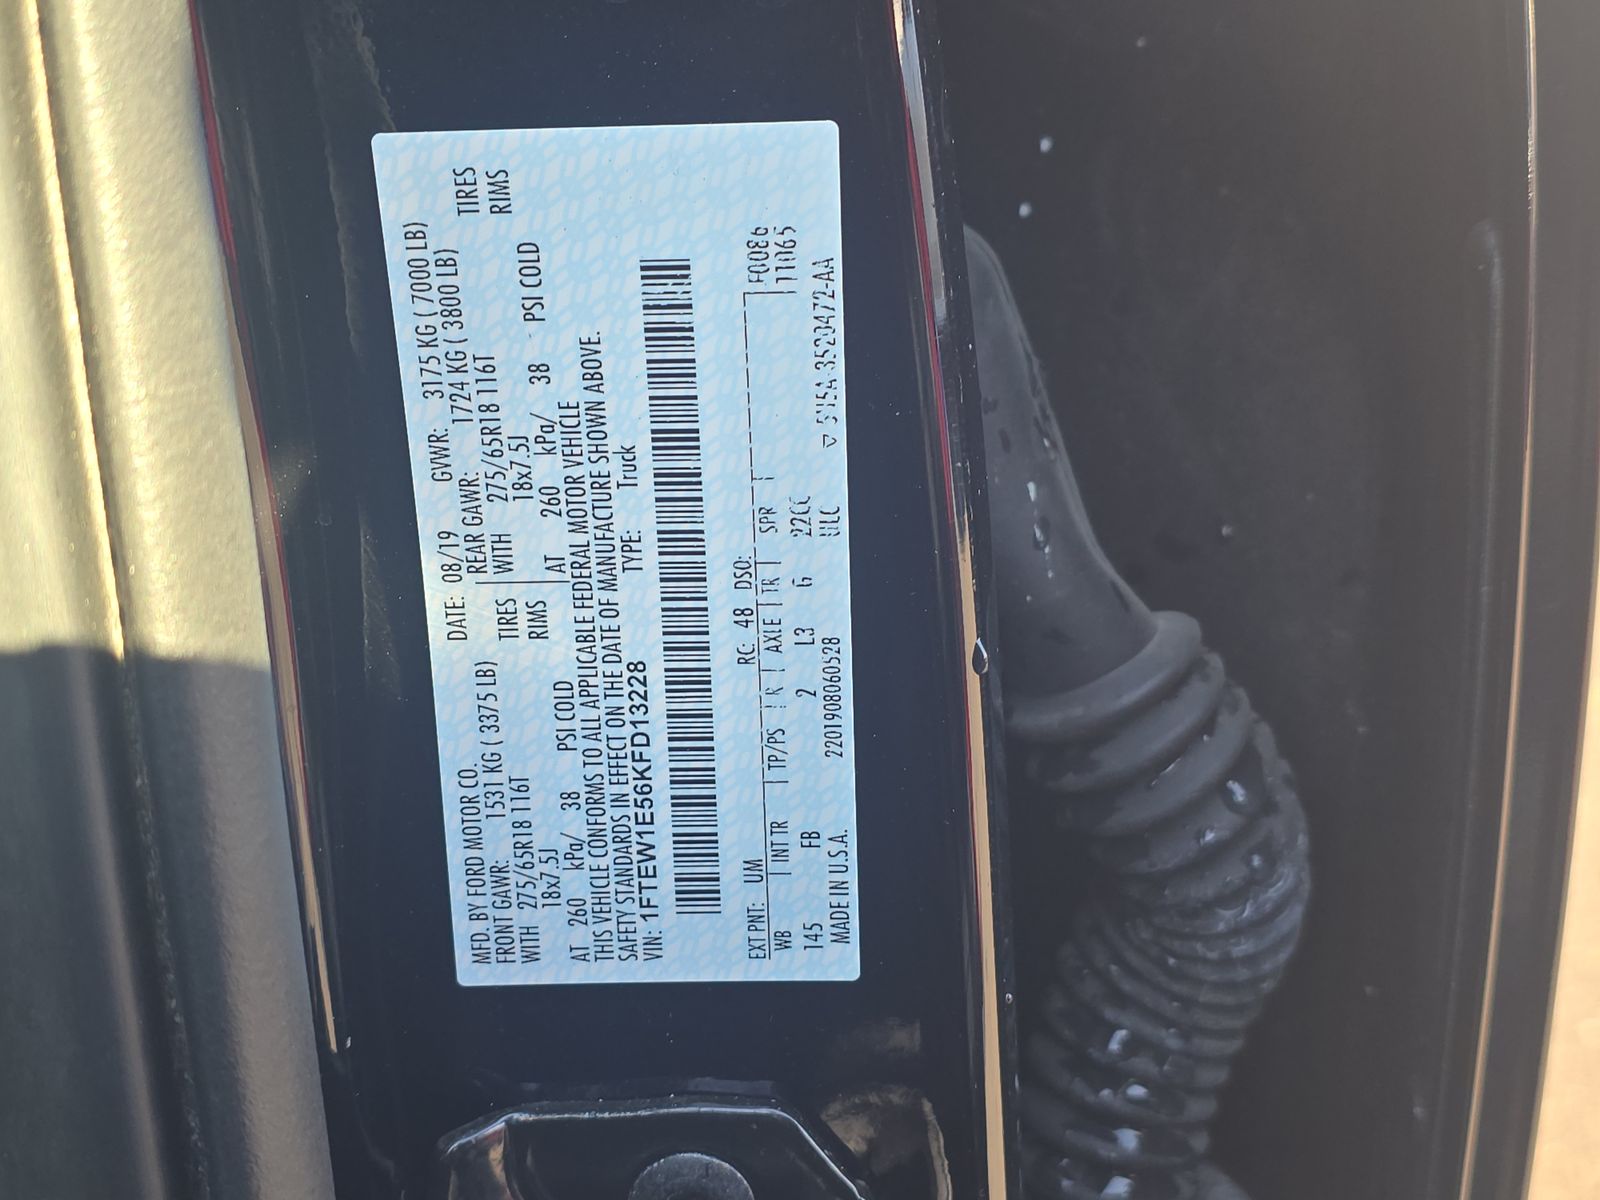 MFD. BY FORD MOTOR CO.
DATE: 08/19 GVWR: 3175 KG ( 7000 LB)
FRONT GAWR: 1531 KG ( 3375 LB) REAR GAWR: 1724 KG ( 3800 LB)
WITH 275/65R18 116T TIRES WITH 275/65R18 116T TIRES
18x7.5J RIMS 18x7.5J RIMS
AT 260 kPa/ 38 PSI COLD AT 260 kPa/ 38 PSI COLD
THIS VEHICLE CONFORMS TO ALL APPLICABLE FEDERAL MOTOR VEHICLE
SAFETY STANDARDS IN EFFECT ON THE DATE OF MANUFACTURE SHOWN ABOVE.
VIN: 1FTEW1E56KFD13228 TYPE: Truck
EXT PNT: UM RC: 48 DSO: F0086
WB INT TR TP/PS R AXLE TR SPR 11065
145 FB 2 L3 G
MADE IN U.S.A. 2201908060528